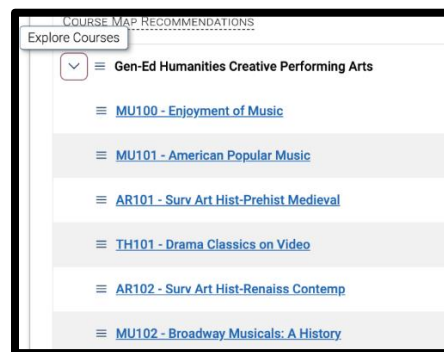 COURSE MAP RECOMMENDATIONS
Explore Courses
Gen-Ed Humanities Creative Performing Arts
MU100 - Enjoyment of Music
MU101 - American Popular Music
AR101 - Surv Art Hist-Prehist Medieval
TH101 - Drama Classics on Video
AR102 - Surv Art Hist-Renaiss Contemp
MU102 - Broadway Musicals: A History